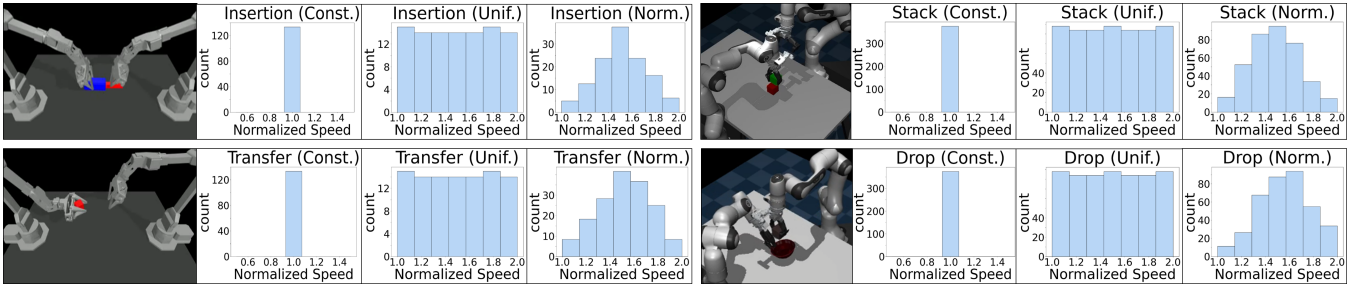 Insertion (Const.)
count
120
80
40
0
0.6 0.8 1.0 1.2 1.4
Normalized Speed
Insertion (Unif.)
count
12
8
4
0
1.0 1.2 1.4 1.6 1.8 2.0
Normalized Speed
Insertion (Norm.)
count
30
20
10
0
1.0 1.2 1.4 1.6 1.8 2.0
Normalized Speed
Stack (Const.)
count
300
200
100
0
0.6 0.8 1.0 1.2 1.4
Normalized Speed
Stack (Unif.)
count
40
20
0
1.0 1.2 1.4 1.6 1.8 2.0
Normalized Speed
Stack (Norm.)
count
80
60
40
20
0
1.0 1.2 1.4 1.6 1.8 2.0
Normalized Speed
Transfer (Const.)
count
120
80
40
0
0.6 0.8 1.0 1.2 1.4
Normalized Speed
Transfer (Unif.)
count
12
8
4
0
1.0 1.2 1.4 1.6 1.8 2.0
Normalized Speed
Transfer (Norm.)
count
30
20
10
0
1.0 1.2 1.4 1.6 1.8 2.0
Normalized Speed
Drop (Const.)
count
300
200
100
0
0.6 0.8 1.0 1.2 1.4
Normalized Speed
Drop (Unif.)
count
40
20
0
1.0 1.2 1.4 1.6 1.8 2.0
Normalized Speed
Drop (Norm.)
count
80
60
40
20
0
1.0 1.2 1.4 1.6 1.8 2.0
Normalized Speed